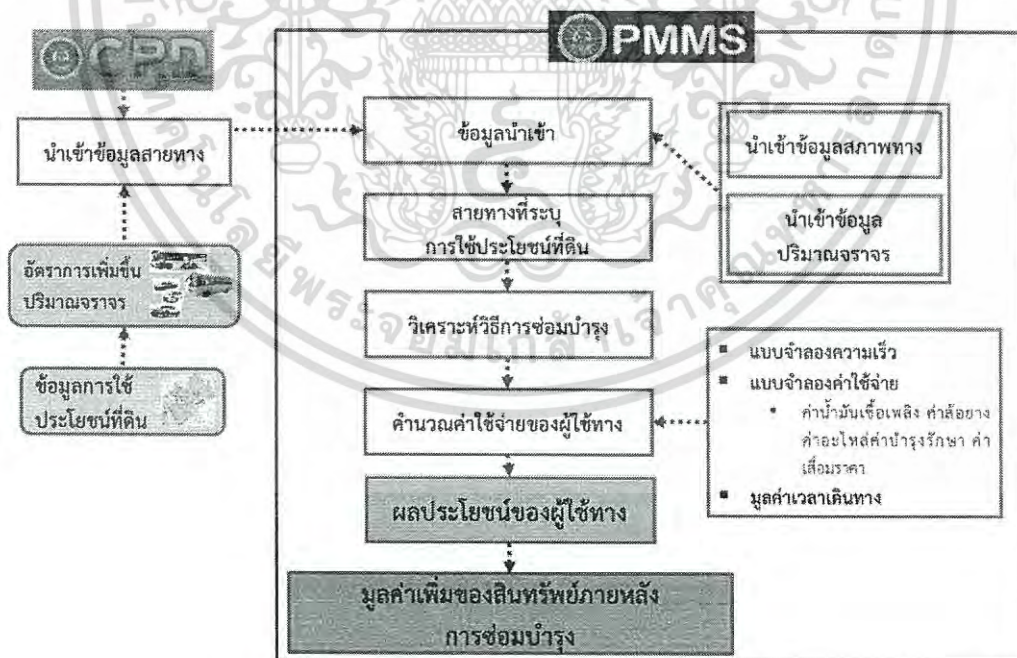 CPD
PMMS
นำเข้าข้อมูลสายทาง
อัตราการเพิ่มขึ้น
ปริมาณจราจร
ข้อมูลการใช้
ประโยชน์ที่ดิน
ข้อมูลนำเข้า
สายทางที่ระบุ
การใช้ประโยชน์ที่ดิน
วิเคราะห์วิธีการซ่อมบำรุง
คำนวณค่าใช้จ่ายของผู้ใช้ทาง
ผลประโยชน์ของผู้ใช้ทาง
มูลค่าเพิ่มของสินทรัพย์ภายหลัง
การซ่อมบำรุง
นำเข้าข้อมูลสภาพทาง
นำเข้าข้อมูล
ปริมาณจราจร
▪ แบบจำลองความเร็ว
▪ แบบจำลองค่าใช้จ่าย
• ค่าน้ำมันเชื้อเพลิง ค่าล้อยาง
ค่าอะไหล่ค่าบำรุงรักษา ค่า
เสื่อมราคา
▪ มูลค่าเวลาเดินทาง